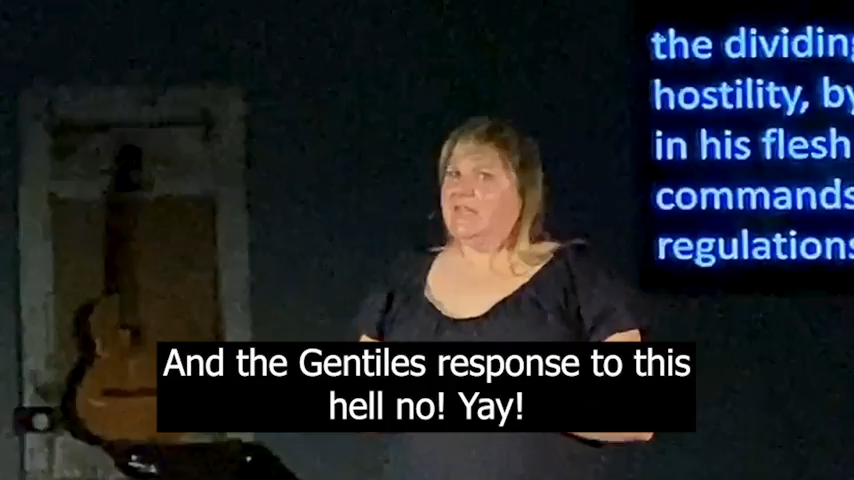 the dividing
hostility, by
in his flesh
commands
regulations
And the Gentiles response to this
hell no! Yay!